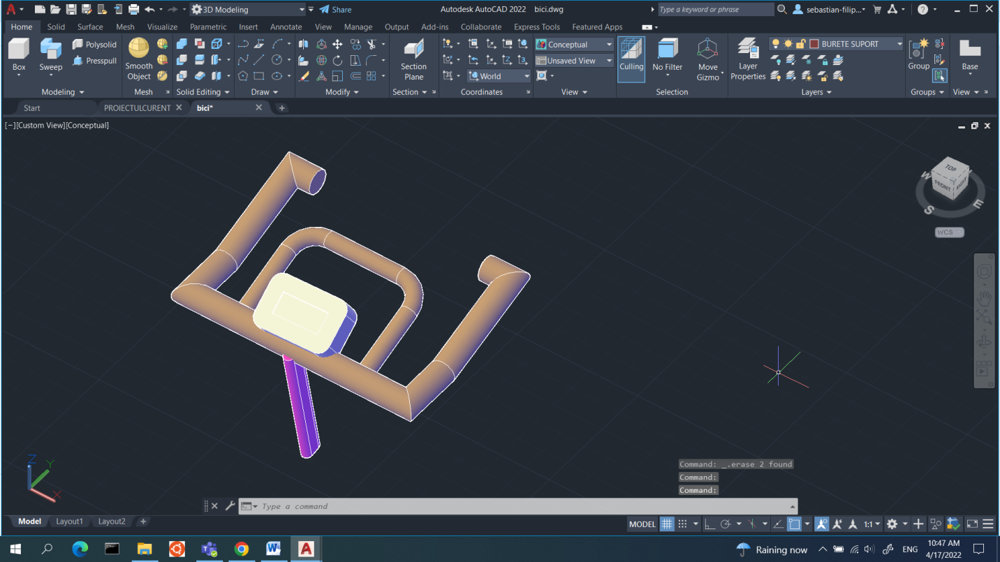 3D Modeling
Share
Autodesk AutoCAD 2022 bici.dwg
Type a keyword or phrase
sebastian-filip...
Home Solid Surface Mesh Visualize Parametric Insert Annotate View Manage Output Add-ins Collaborate Express Tools Featured Apps
Box
Sweep
Polysolid
Presspull
Modeling
Smooth
Object
Mesh
Solid Editing
Draw
Modify
Section
Plane
Section
World
Coordinates
Conceptual
Unsaved View
View
Culling
No Filter
Move
Gizmo
Selection
Layer
Properties
BURETE SUPORT
Layers
Group
Groups
Base
View
Start PROIECTULCURENT bici*
[−][Custom View][Conceptual]
TOP
FRONT RIGHT
W S E
WCS
Z Y X
Command: _.erase 2 found
Command:
Command:
Type a command
Model Layout1 Layout2
MODEL
1:1
Raining now
ENG
10:47 AM
4/17/2022